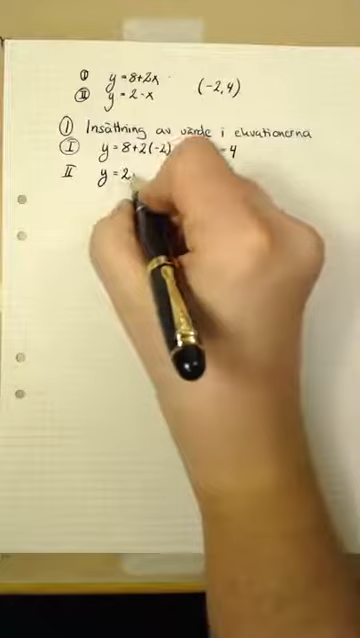 I y = 8+2x (-2,4)
II y = 2-x
① Insättning av värde i ekvationerna
I y = 8+2(-2) 4
II y = 2